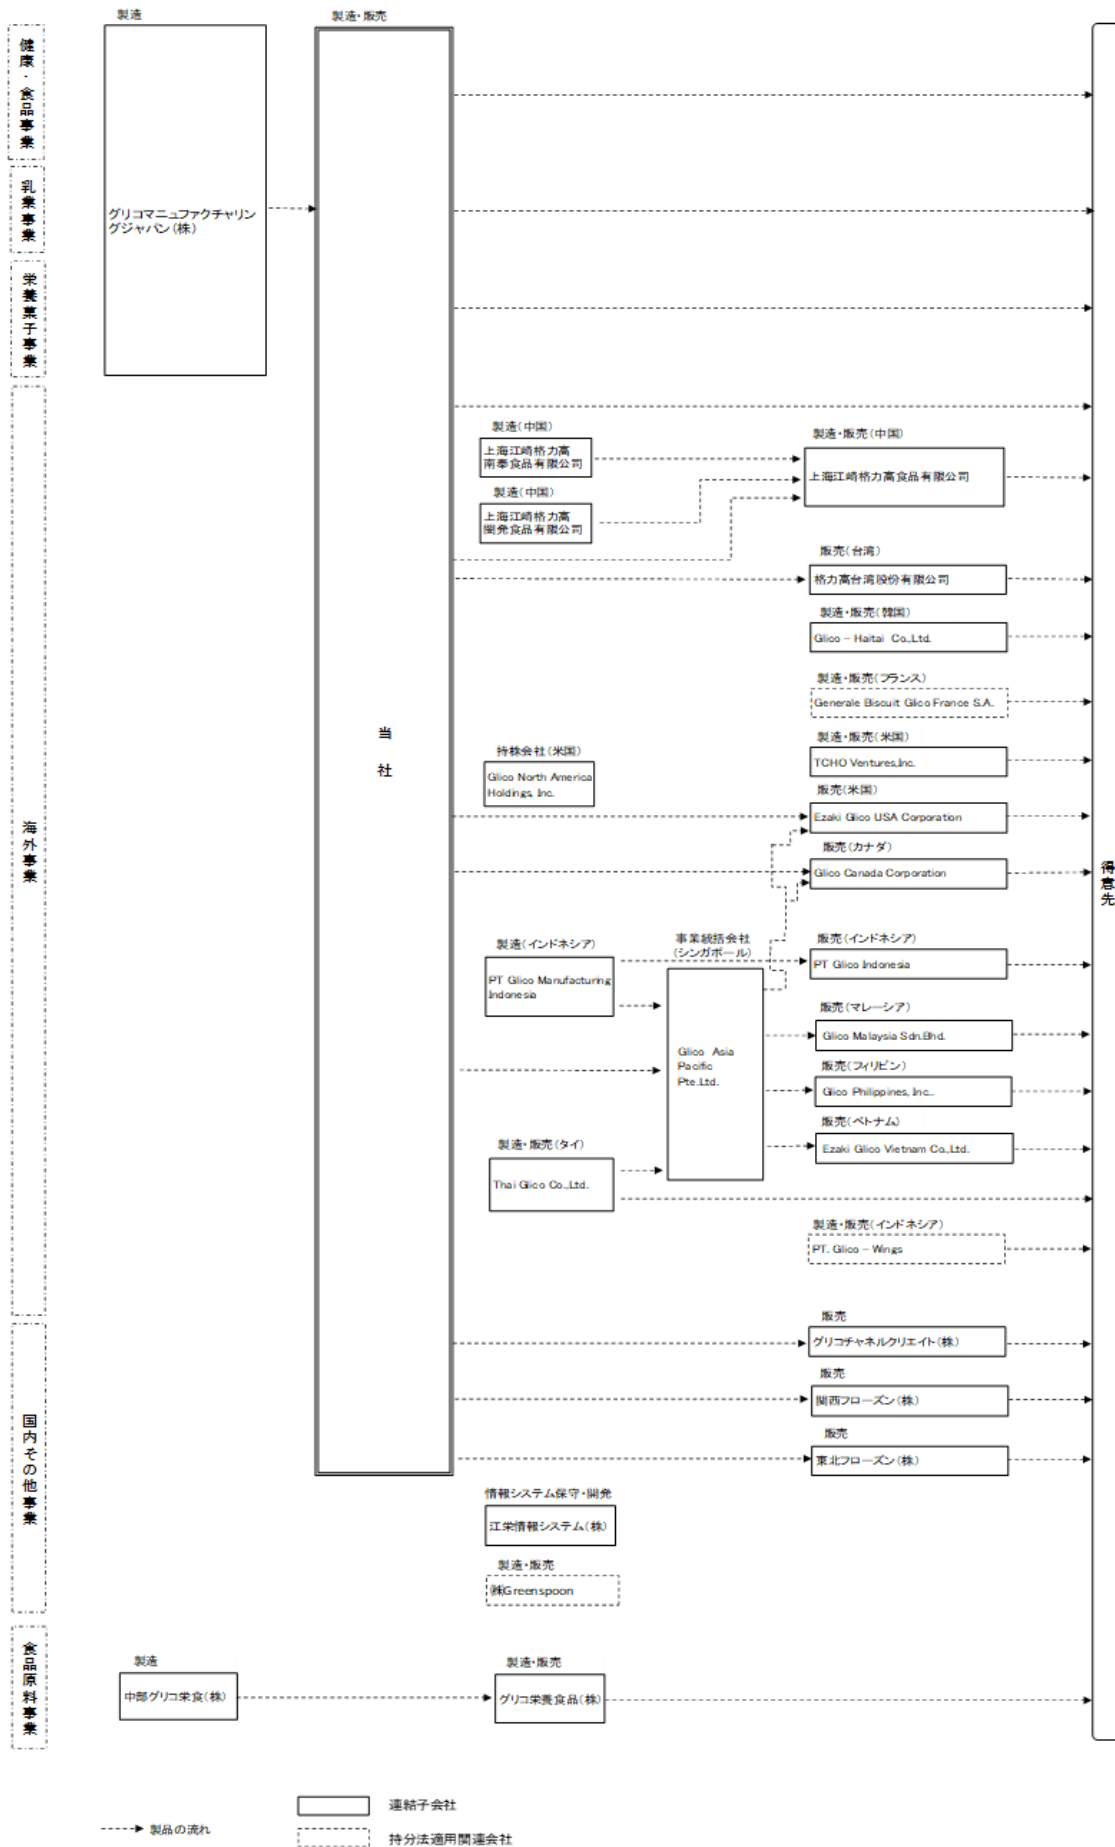 製造
製造・販売
健康・食品事業
乳業事業
栄養菓子事業
海外事業
国内その他事業
食品原料事業
グリコマニュファクチャリン
グジャパン(株)
当社
得意先
製造(中国)
上海江崎格力高
南奉食品有限公司
製造(中国)
上海江崎格力高
閔発食品有限公司
製造・販売(中国)
上海江崎格力高食品有限公司
販売(台湾)
格力高台湾股份有限公司
製造・販売(韓国)
Glico − Haitai Co.,Ltd.
製造・販売(フランス)
Generale Biscuit Glico France S.A.
製造・販売(米国)
TCHO Ventures,Inc.
持株会社(米国)
Glico North America
Holdings, Inc.
販売(米国)
Ezaki Glico USA Corporation
販売(カナダ)
Glico Canada Corporation
製造(インドネシア)
PT Glico Manufacturing
Indonesia
事業統括会社
(シンガポール)
Glico Asia
Pacific
Pte.Ltd.
販売(インドネシア)
PT Glico Indonesia
販売(マレーシア)
Glico Malaysia Sdn.Bhd.
販売(フィリピン)
Glico Philippines, Inc..
販売(ベトナム)
Ezaki Glico Vietnam Co.,Ltd.
製造・販売(タイ)
Thai Glico Co.,Ltd.
製造・販売(インドネシア)
PT. Glico − Wings
販売
グリコチャネルクリエイト(株)
販売
関西フローズン(株)
販売
東北フローズン(株)
情報システム保守・開発
江栄情報システム(株)
製造・販売
㈱Greenspoon
製造
中部グリコ栄食(株)
製造・販売
グリコ栄養食品(株)
製品の流れ
連結子会社
持分法適用関連会社